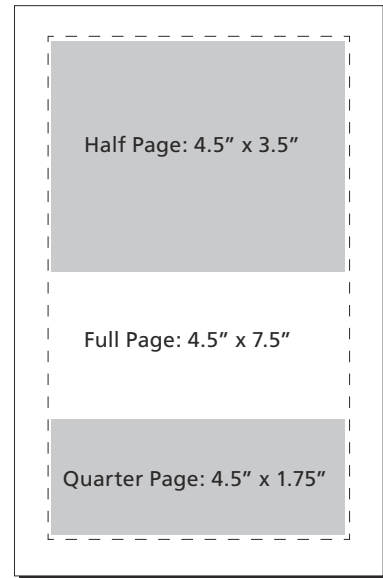 Half Page: 4.5” x 3.5”
Full Page: 4.5” x 7.5”
Quarter Page: 4.5” x 1.75”